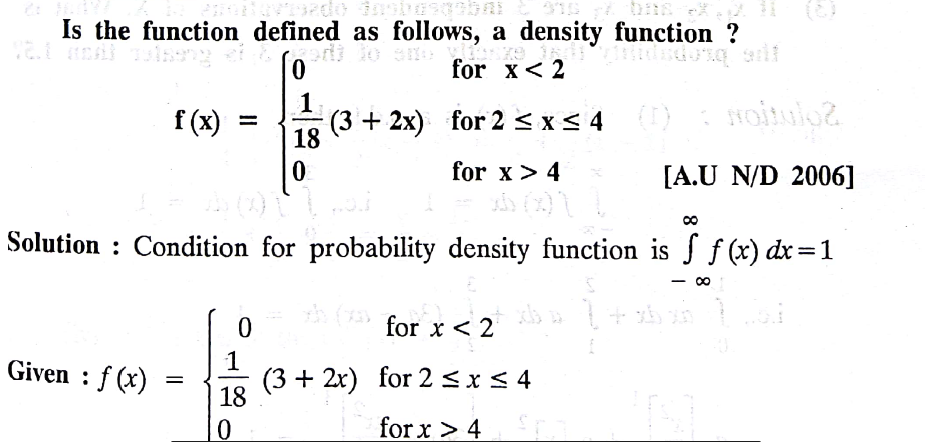 Is the function defined as follows, a density function ?
f (x) = { 0 for x < 2
1/18 (3 + 2x) for 2 ≤ x ≤ 4
0 for x > 4 [A.U N/D 2006]
Solution : Condition for probability density function is ∫_{-∞}^{∞} f (x) dx = 1
Given : f (x) = { 0 for x < 2
1/18 (3 + 2x) for 2 ≤ x ≤ 4
0 for x > 4